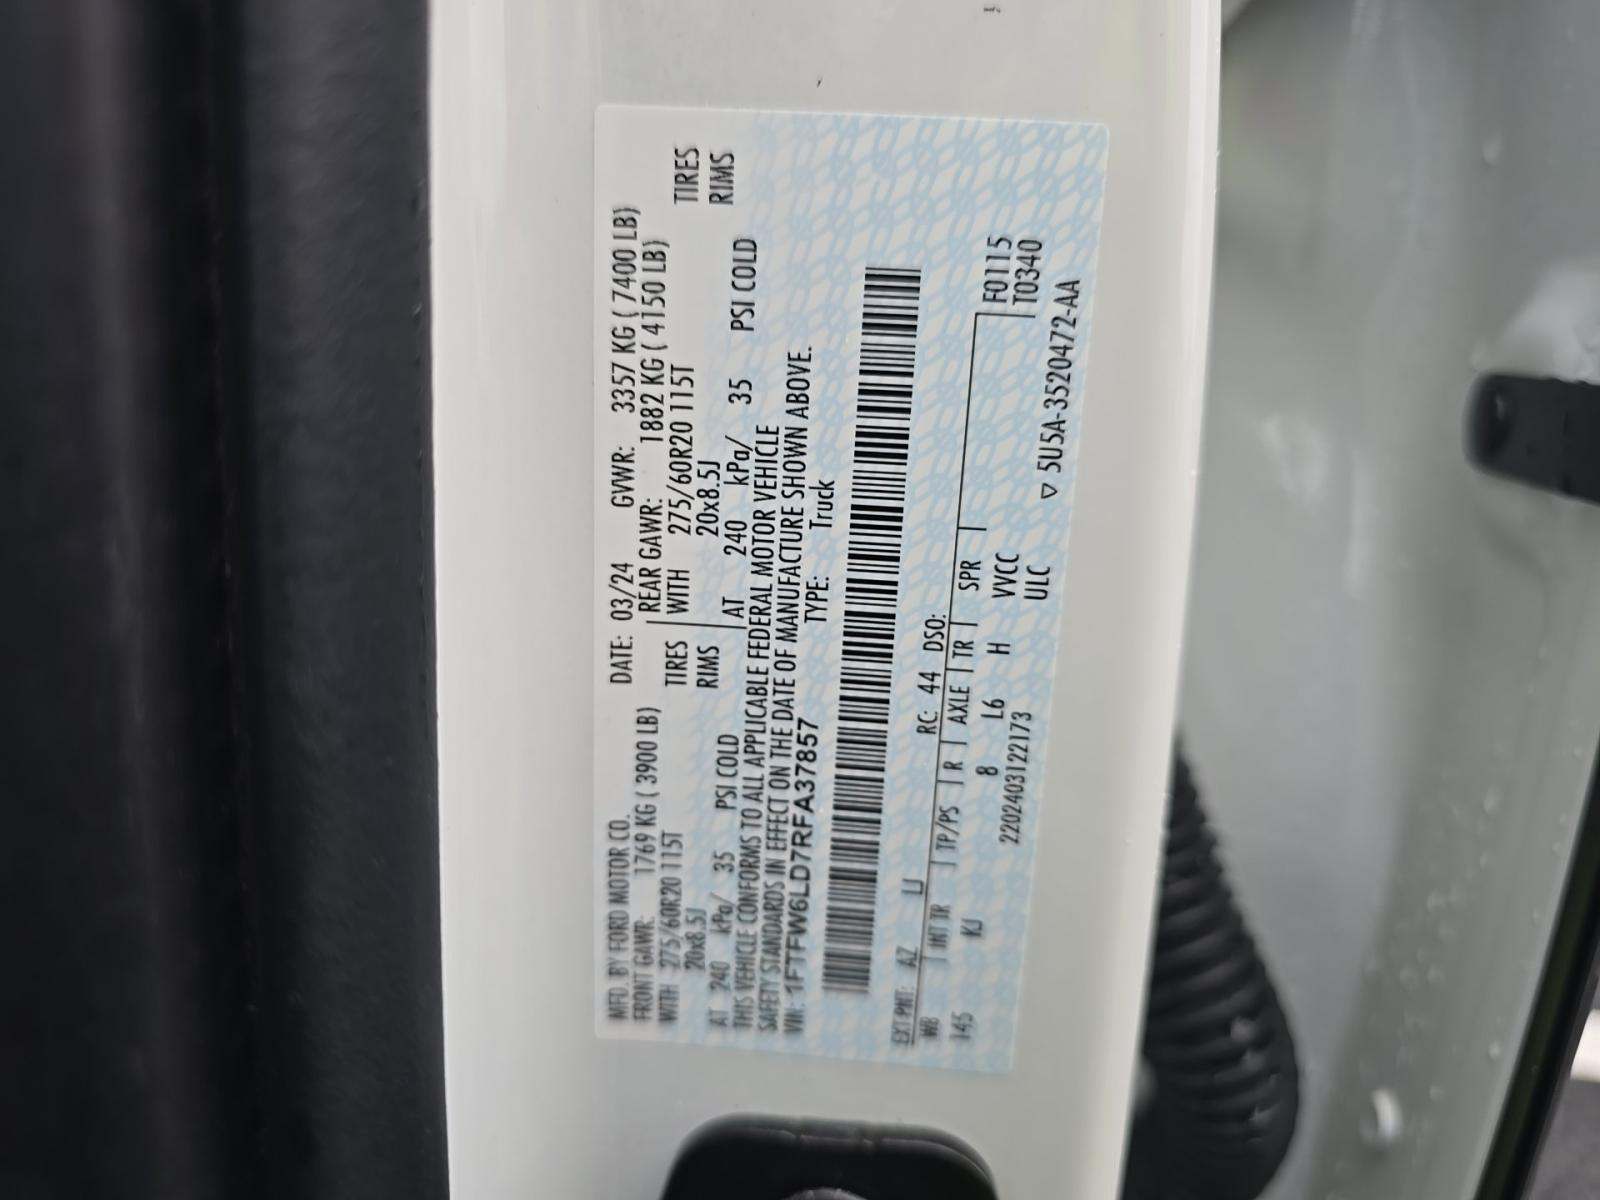 MFD. BY FORD MOTOR CO. DATE: 03/24 GVWR: 3357 KG ( 7400 LB)
FRONT GAWR: 1769 KG ( 3900 LB) REAR GAWR: 1882 KG ( 4150 LB)
WITH 275/60R20 115T TIRES WITH 275/60R20 115T TIRES
20x8.5J RIMS 20x8.5J RIMS
AT 240 kPa/ 35 PSI COLD AT 240 kPa/ 35 PSI COLD
THIS VEHICLE CONFORMS TO ALL APPLICABLE FEDERAL MOTOR VEHICLE
SAFETY STANDARDS IN EFFECT ON THE DATE OF MANUFACTURE SHOWN ABOVE.
VIN: 1FTFW6LD7RFA37857 TYPE: Truck
EXT PNT: AZ LJ RC: 44 DSO:
WB INT TR TP/PS R AXLE TR SPR F0115
145 KJ 8 L6 H VVCC T0340
2202403122173 ULC
▽ 5U5A-3520472-AA